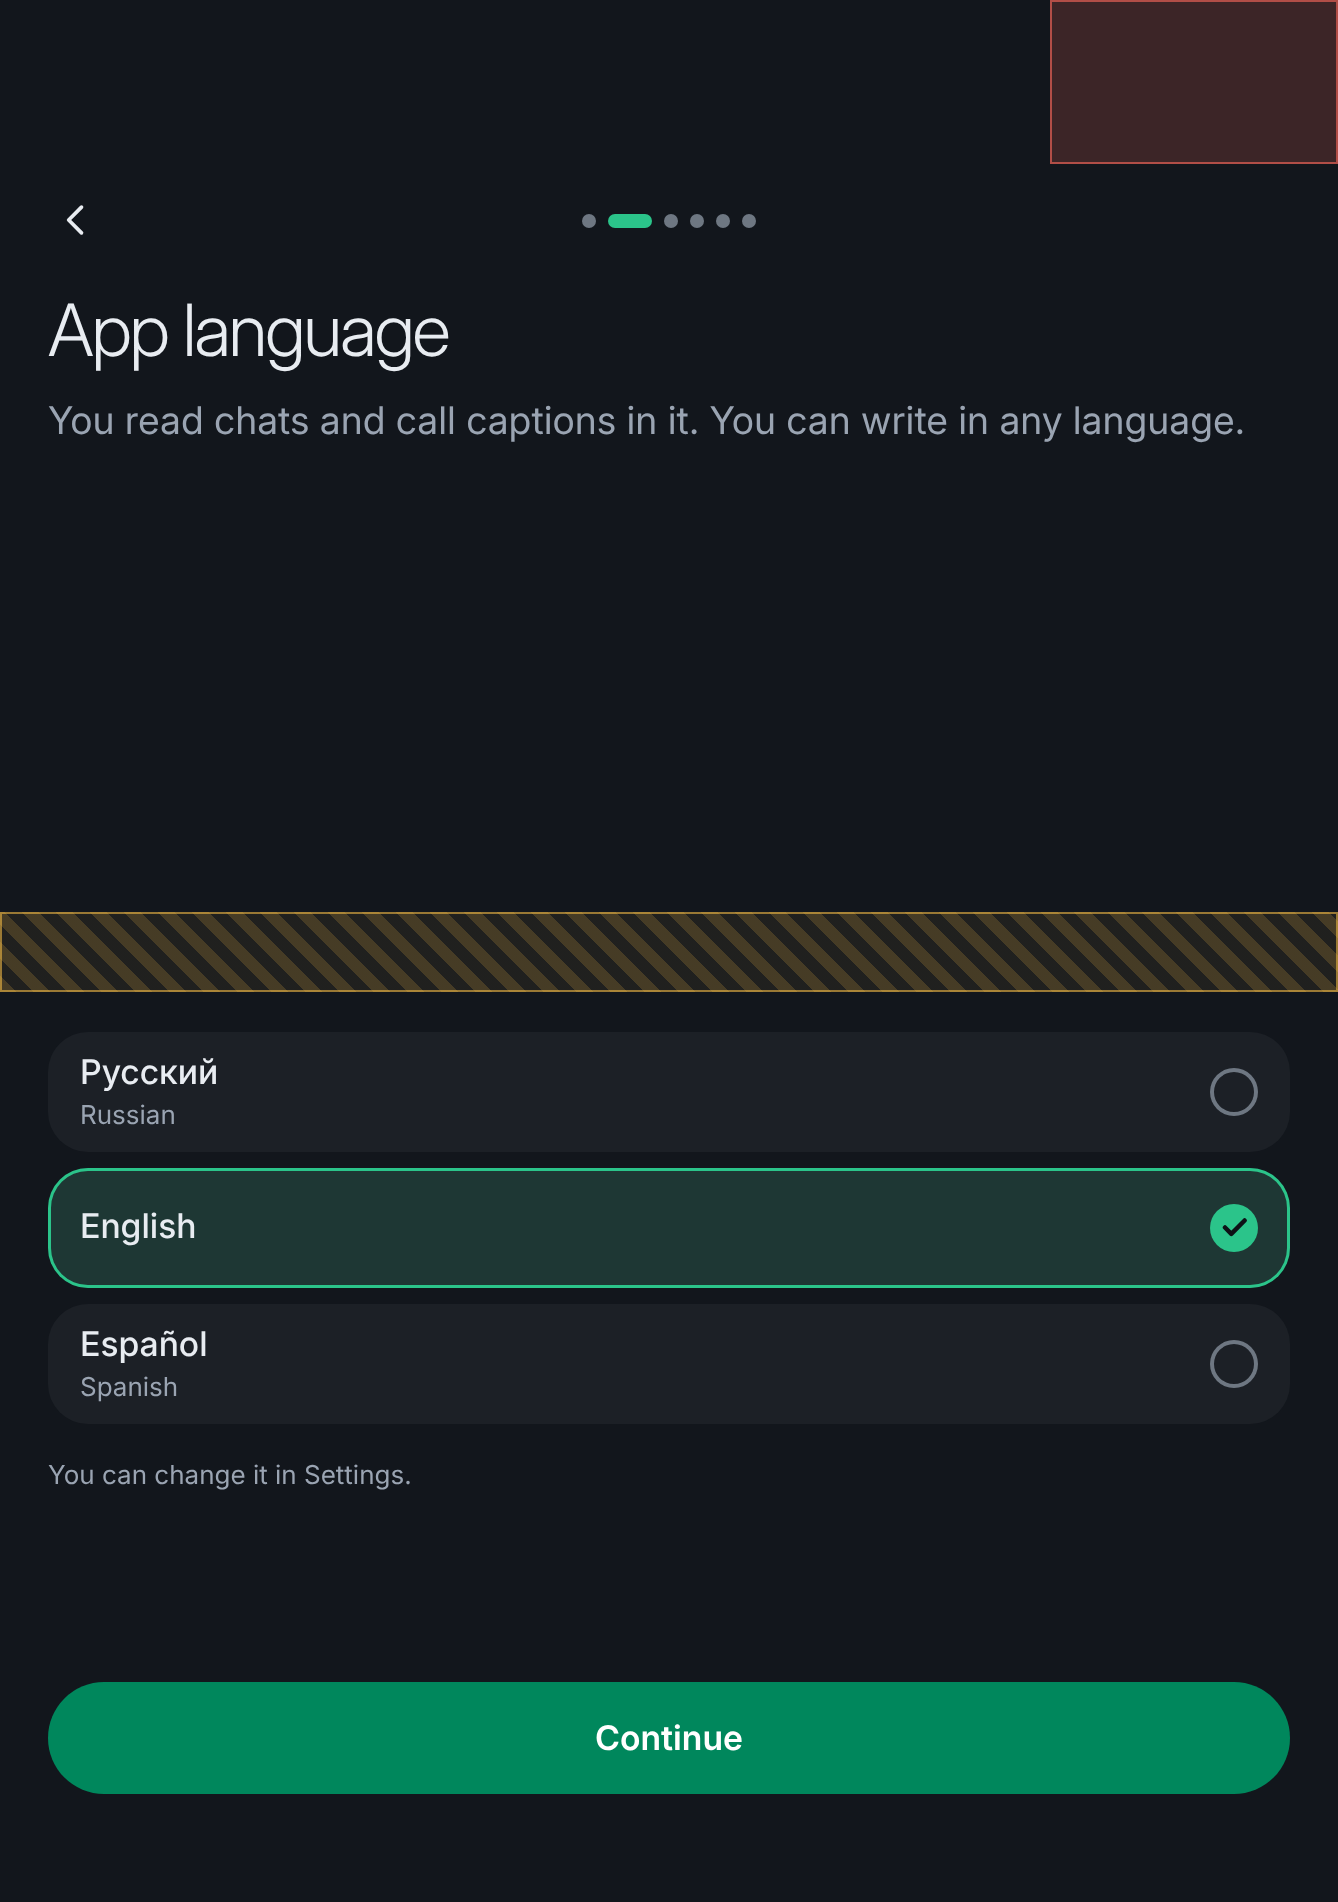 App language
You read chats and call captions in it. You can write in any language.
Русский
Russian
English
Español
Spanish
You can change it in Settings.
Continue